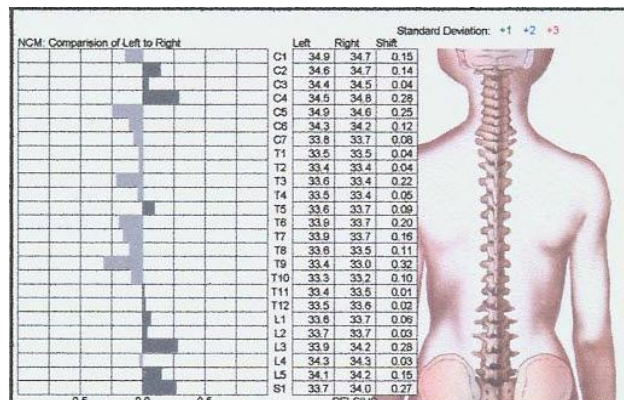 Standard Deviation: +1 +2 +3
NCM: Comparision of Left to Right Left Right Shift
C1 34.9 34.7 0.15
C2 34.6 34.7 0.14
C3 34.4 34.5 0.04
C4 34.5 34.8 0.28
C5 34.9 34.6 0.25
C6 34.3 34.2 0.12
C7 33.8 33.7 0.08
T1 33.5 33.5 0.04
T2 33.4 33.4 0.04
T3 33.6 33.4 0.22
T4 33.5 33.4 0.05
T5 33.6 33.7 0.09
T6 33.9 33.7 0.20
T7 33.9 33.7 0.16
T8 33.6 33.5 0.11
T9 33.4 33.0 0.32
T10 33.3 33.2 0.10
T11 33.4 33.5 0.01
T12 33.5 33.6 0.02
L1 33.6 33.7 0.06
L2 33.7 33.7 0.03
L3 33.9 34.2 0.28
L4 34.3 34.3 0.03
L5 34.1 34.2 0.15
S1 33.7 34.0 0.27